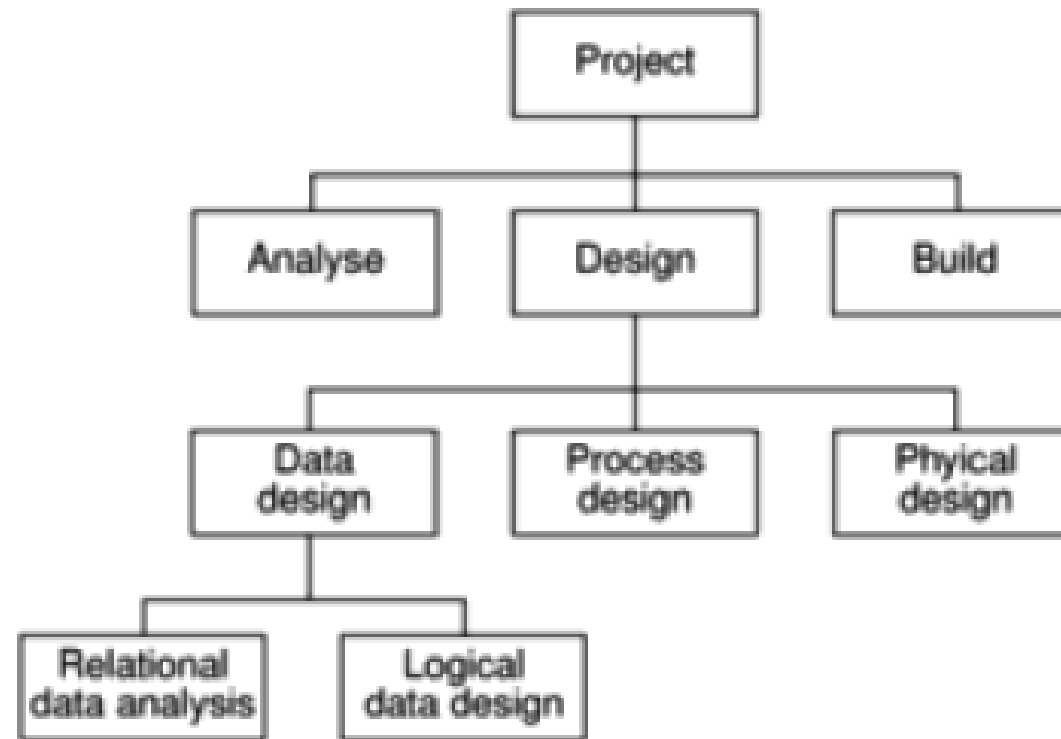 Project
Analyse
Design
Build
Data
design
Process
design
Phyical
design
Relational
data analysis
Logical
data design